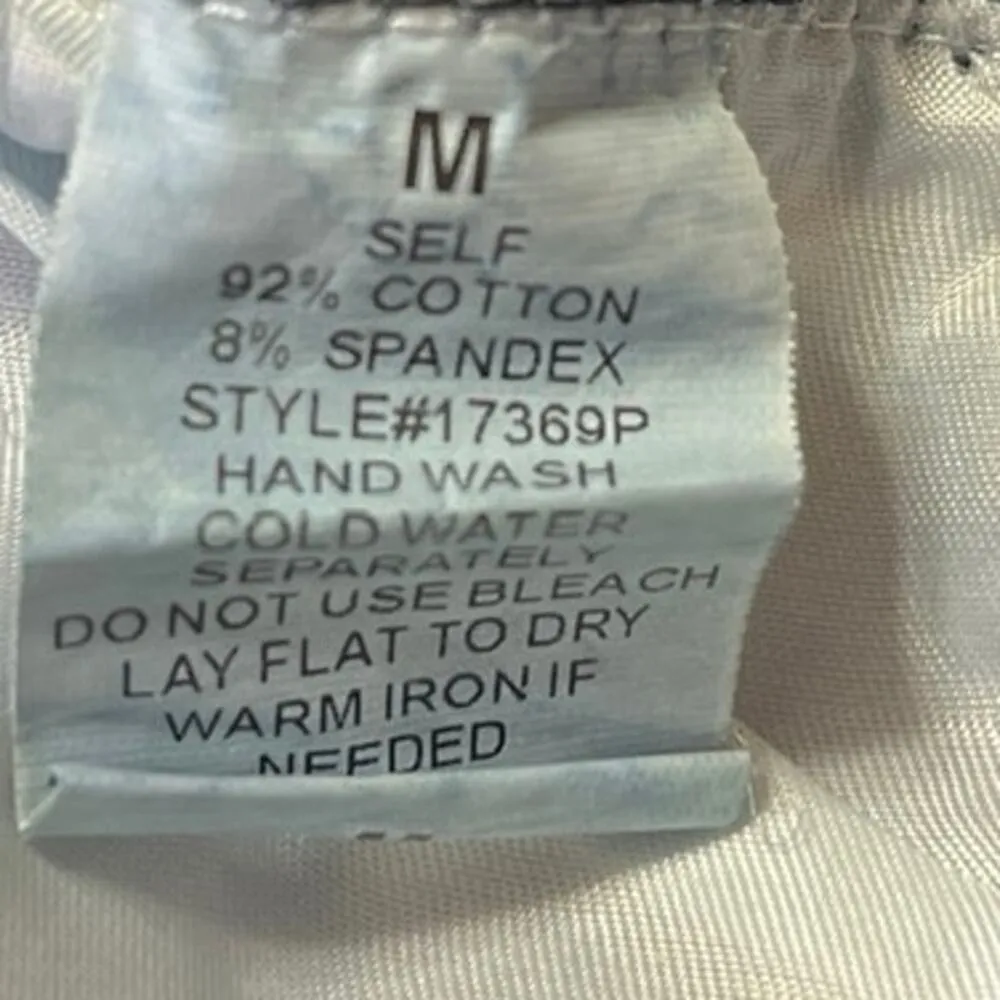 M
SELF
92% COTTON
8% SPANDEX
STYLE#17369P
HAND WASH
COLD WATER
SEPARATELY
DO NOT USE BLEACH
LAY FLAT TO DRY
WARM IRON IF
NEEDED